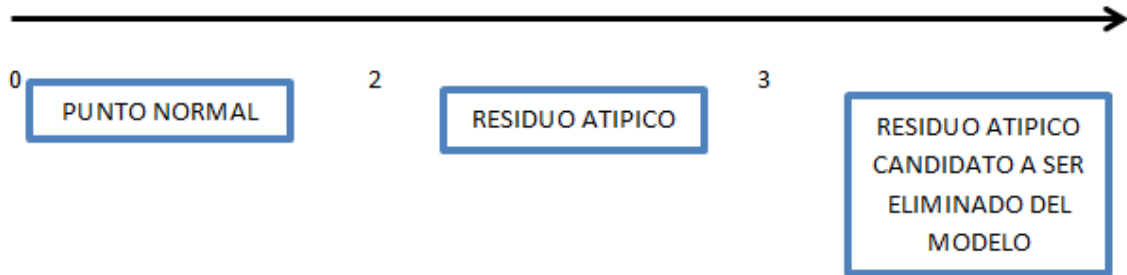 0
2
3
PUNTO NORMAL
RESIDUO ATIPICO
RESIDUO ATIPICO
CANDIDATO A SER
ELIMINADO DEL
MODELO